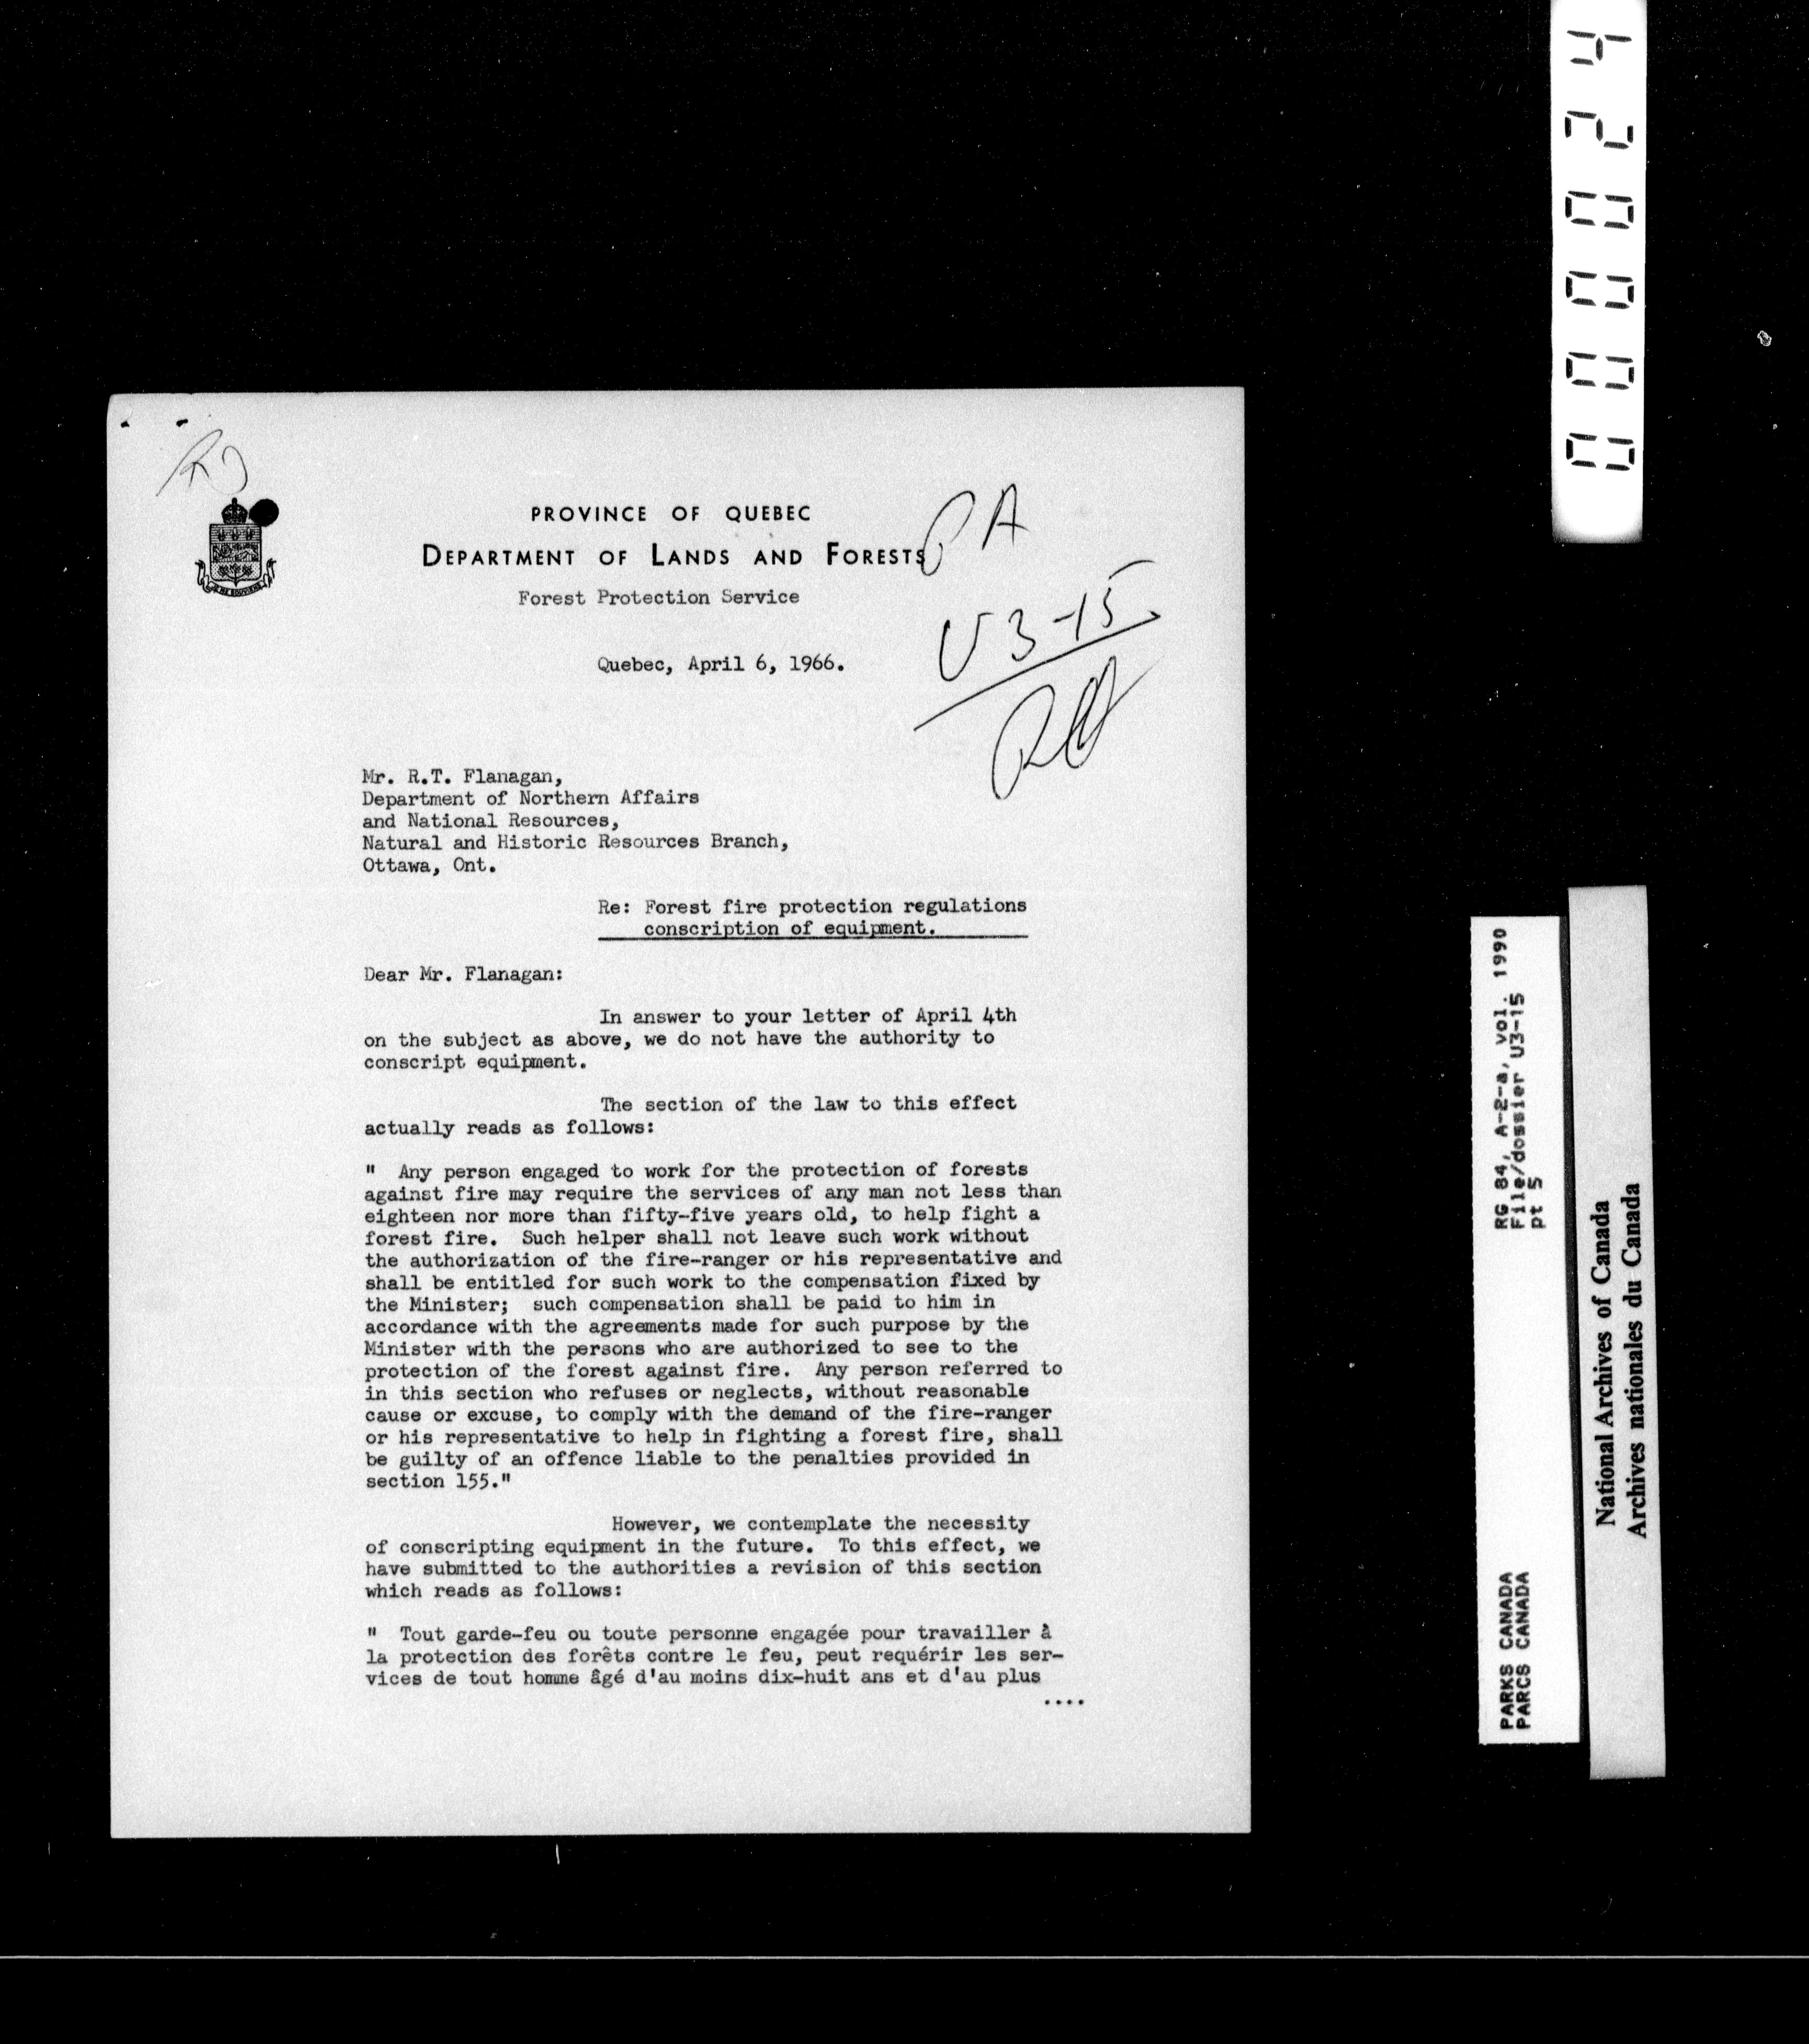 PROVINCE OF QUEBEC
DEPARTMENT OF LANDS AND FORESTS
Forest Protection Service
PA
U3-15
Quebec, April 6, 1966.
Mr. R.T. Flanagan,
Department of Northern Affairs
and National Resources,
Natural and Historic Resources Branch,
Ottawa, Ont.
Re: Forest fire protection regulations
conscription of equipment.
Dear Mr. Flanagan:
In answer to your letter of April 4th
on the subject as above, we do not have the authority to
conscript equipment.
The section of the law to this effect
actually reads as follows:
" Any person engaged to work for the protection of forests
against fire may require the services of any man not less than
eighteen nor more than fifty-five years old, to help fight a
forest fire. Such helper shall not leave such work without
the authorization of the fire-ranger or his representative and
shall be entitled for such work to the compensation fixed by
the Minister; such compensation shall be paid to him in
accordance with the agreements made for such purpose by the
Minister with the persons who are authorized to see to the
protection of the forest against fire. Any person referred to
in this section who refuses or neglects, without reasonable
cause or excuse, to comply with the demand of the fire-ranger
or his representative to help in fighting a forest fire, shall
be guilty of an offence liable to the penalties provided in
section 155."
However, we contemplate the necessity
of conscripting equipment in the future. To this effect, we
have submitted to the authorities a revision of this section
which reads as follows:
" Tout garde-feu ou toute personne engagée pour travailler à
la protection des forêts contre le feu, peut requérir les ser-
vices de tout homme âgé d'au moins dix-huit ans et d'au plus
....
000024
PARKS CANADA RG 84, A-2-a, vol. 1990
PARCS CANADA File/dossier U3-15
pt 5
National Archives of Canada
Archives nationales du Canada